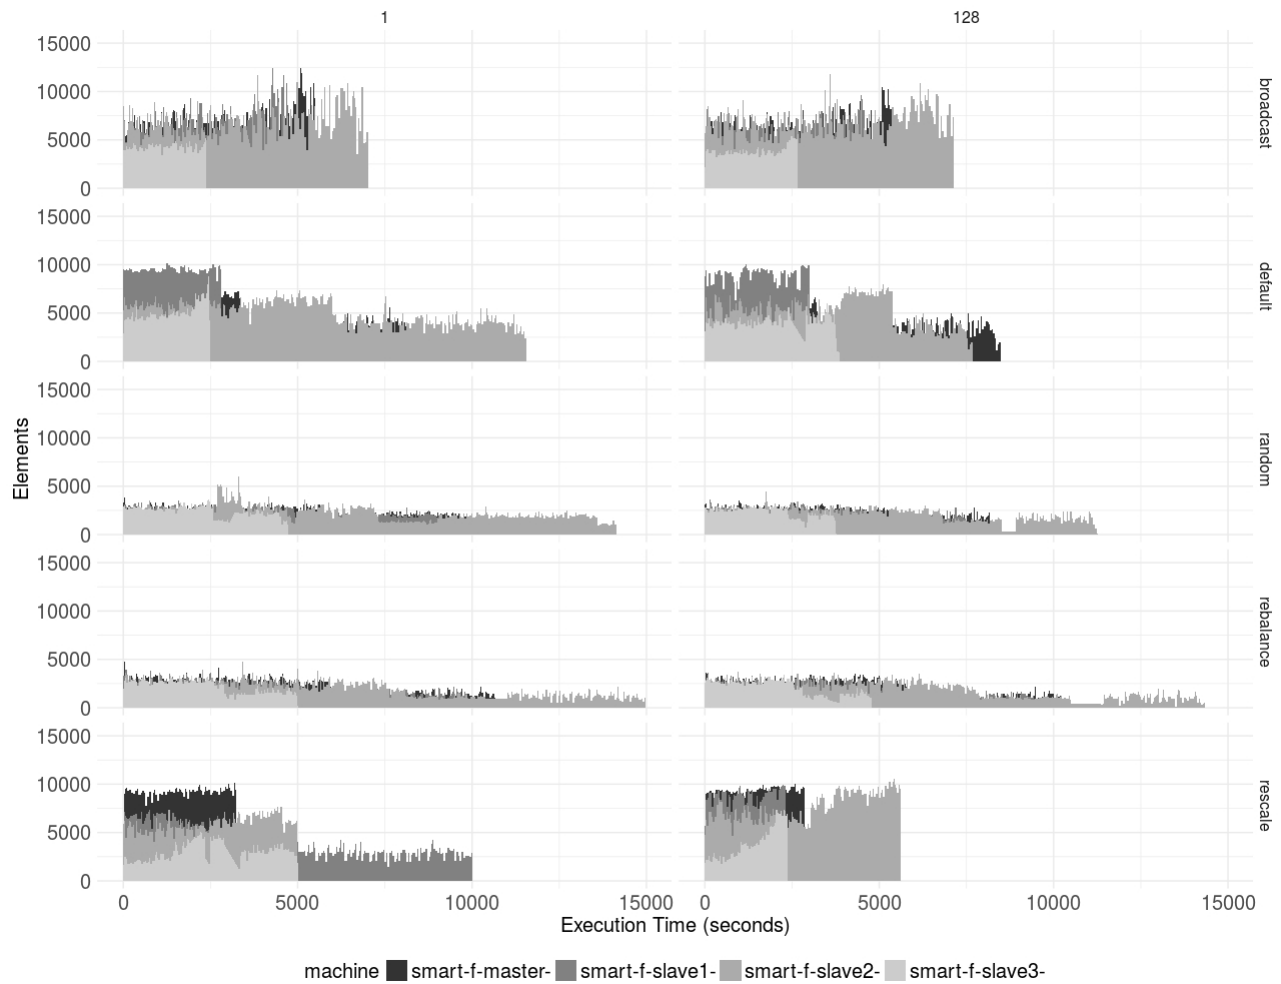 1 128
15000
10000
5000
0
broadcast
15000
10000
5000
0
default
15000
10000
5000
0
random
15000
10000
5000
0
rebalance
15000
10000
5000
0
rescale
Elements
0 5000 10000 15000 0 5000 10000 15000
Execution Time (seconds)
machine smart-f-master- smart-f-slave1- smart-f-slave2- smart-f-slave3-